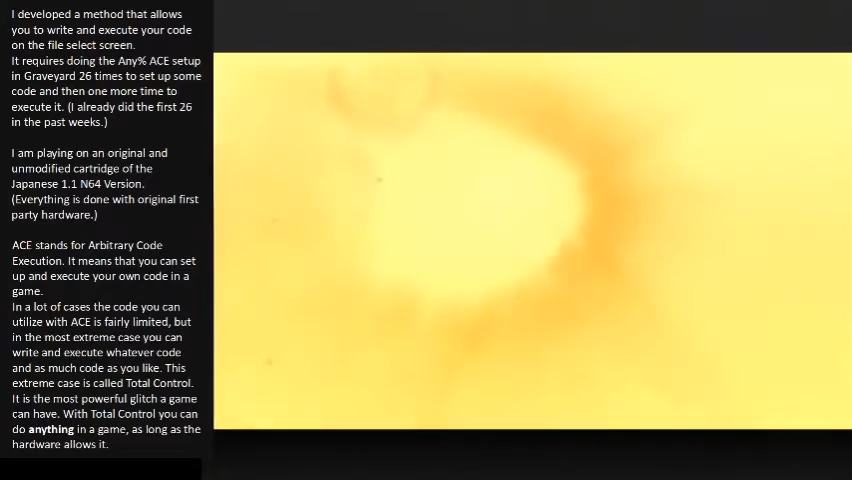 I developed a method that allows
you to write and execute your code
on the file select screen.
It requires doing the Any% ACE setup
in Graveyard 26 times to set up some
code and then one more time to
execute it. (I already did the first 26
in the past weeks.)
I am playing on an original and
unmodified cartridge of the
Japanese 1.1 N64 Version.
(Everything is done with original first
party hardware.)
ACE stands for Arbitrary Code
Execution. It means that you can set
up and execute your own code in a
game.
In a lot of cases the code you can
utilize with ACE is fairly limited, but
in the most extreme case you can
write and execute whatever code
and as much code as you like. This
extreme case is called Total Control.
It is the most powerful glitch a game
can have. With Total Control you can
do anything in a game, as long as the
hardware allows it.